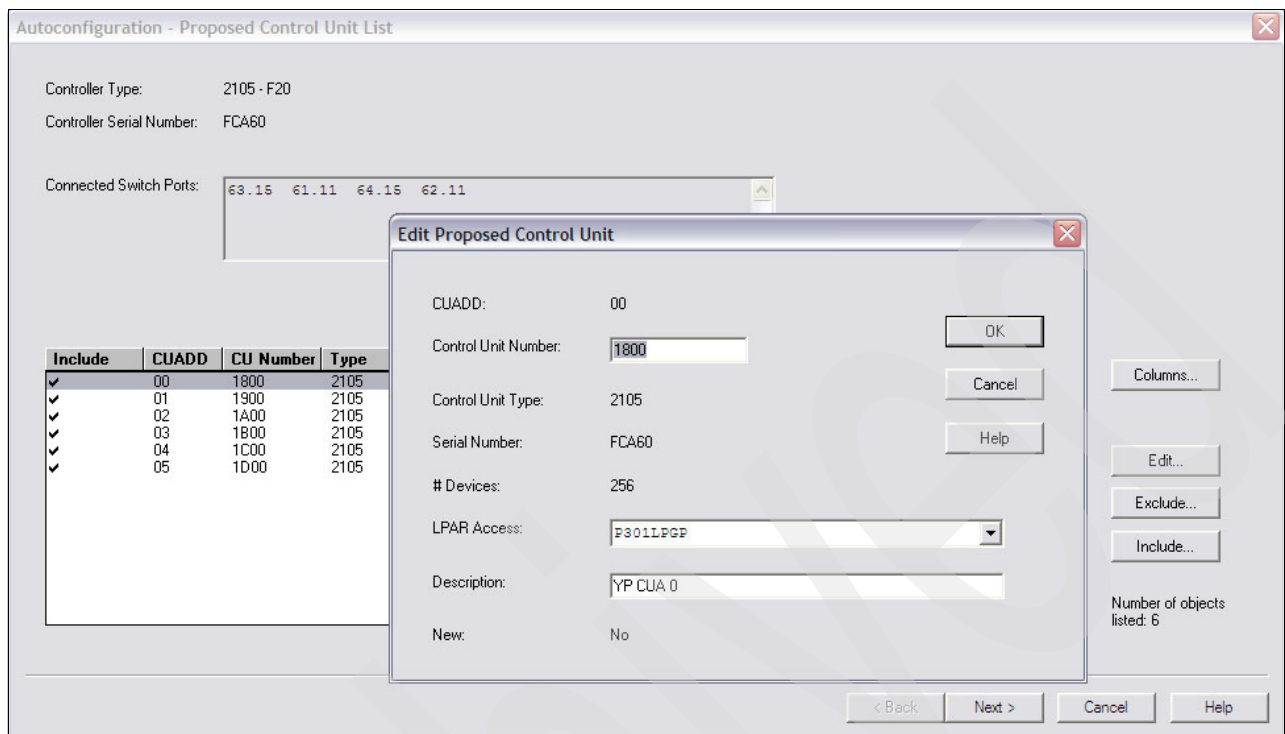 Autoconfiguration - Proposed Control Unit List
Controller Type: 2105 - F20
Controller Serial Number: FCA60
Connected Switch Ports: 63.15 61.11 64.15 62.11
Include CUADD CU Number Type
00 1800 2105
01 1900 2105
02 1A00 2105
03 1B00 2105
04 1C00 2105
05 1D00 2105
Edit Proposed Control Unit
CUADD: 00
Control Unit Number: 1800
Control Unit Type: 2105
Serial Number: FCA60
# Devices: 256
LPAR Access: P301LPGP
Description: YP CUA 0
New: No
OK
Cancel
Help
Columns...
Edit...
Exclude...
Include...
Number of objects
listed: 6
< Back Next > Cancel Help